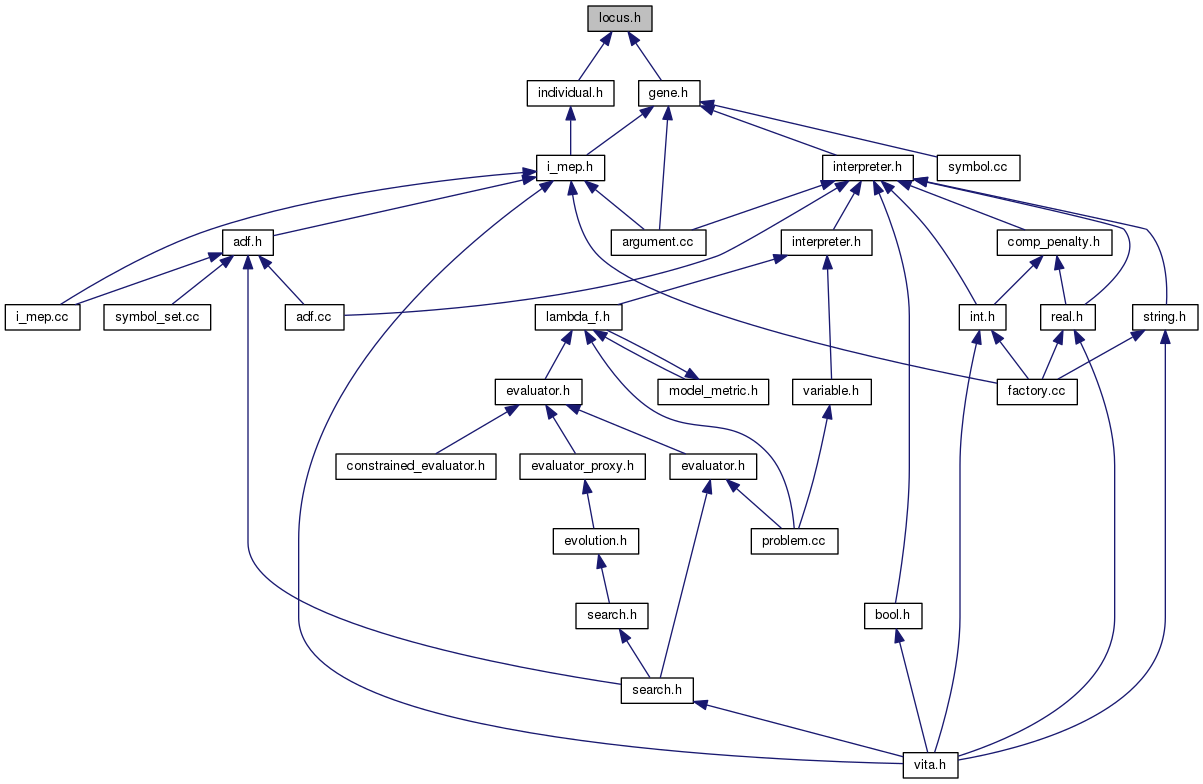 locus.h
individual.h
gene.h
i_mep.h
interpreter.h
symbol.cc
adf.h
argument.cc
interpreter.h
comp_penalty.h
i_mep.cc
symbol_set.cc
adf.cc
lambda_f.h
int.h
real.h
string.h
evaluator.h
model_metric.h
variable.h
factory.cc
constrained_evaluator.h
evaluator_proxy.h
evaluator.h
evolution.h
problem.cc
search.h
bool.h
search.h
vita.h